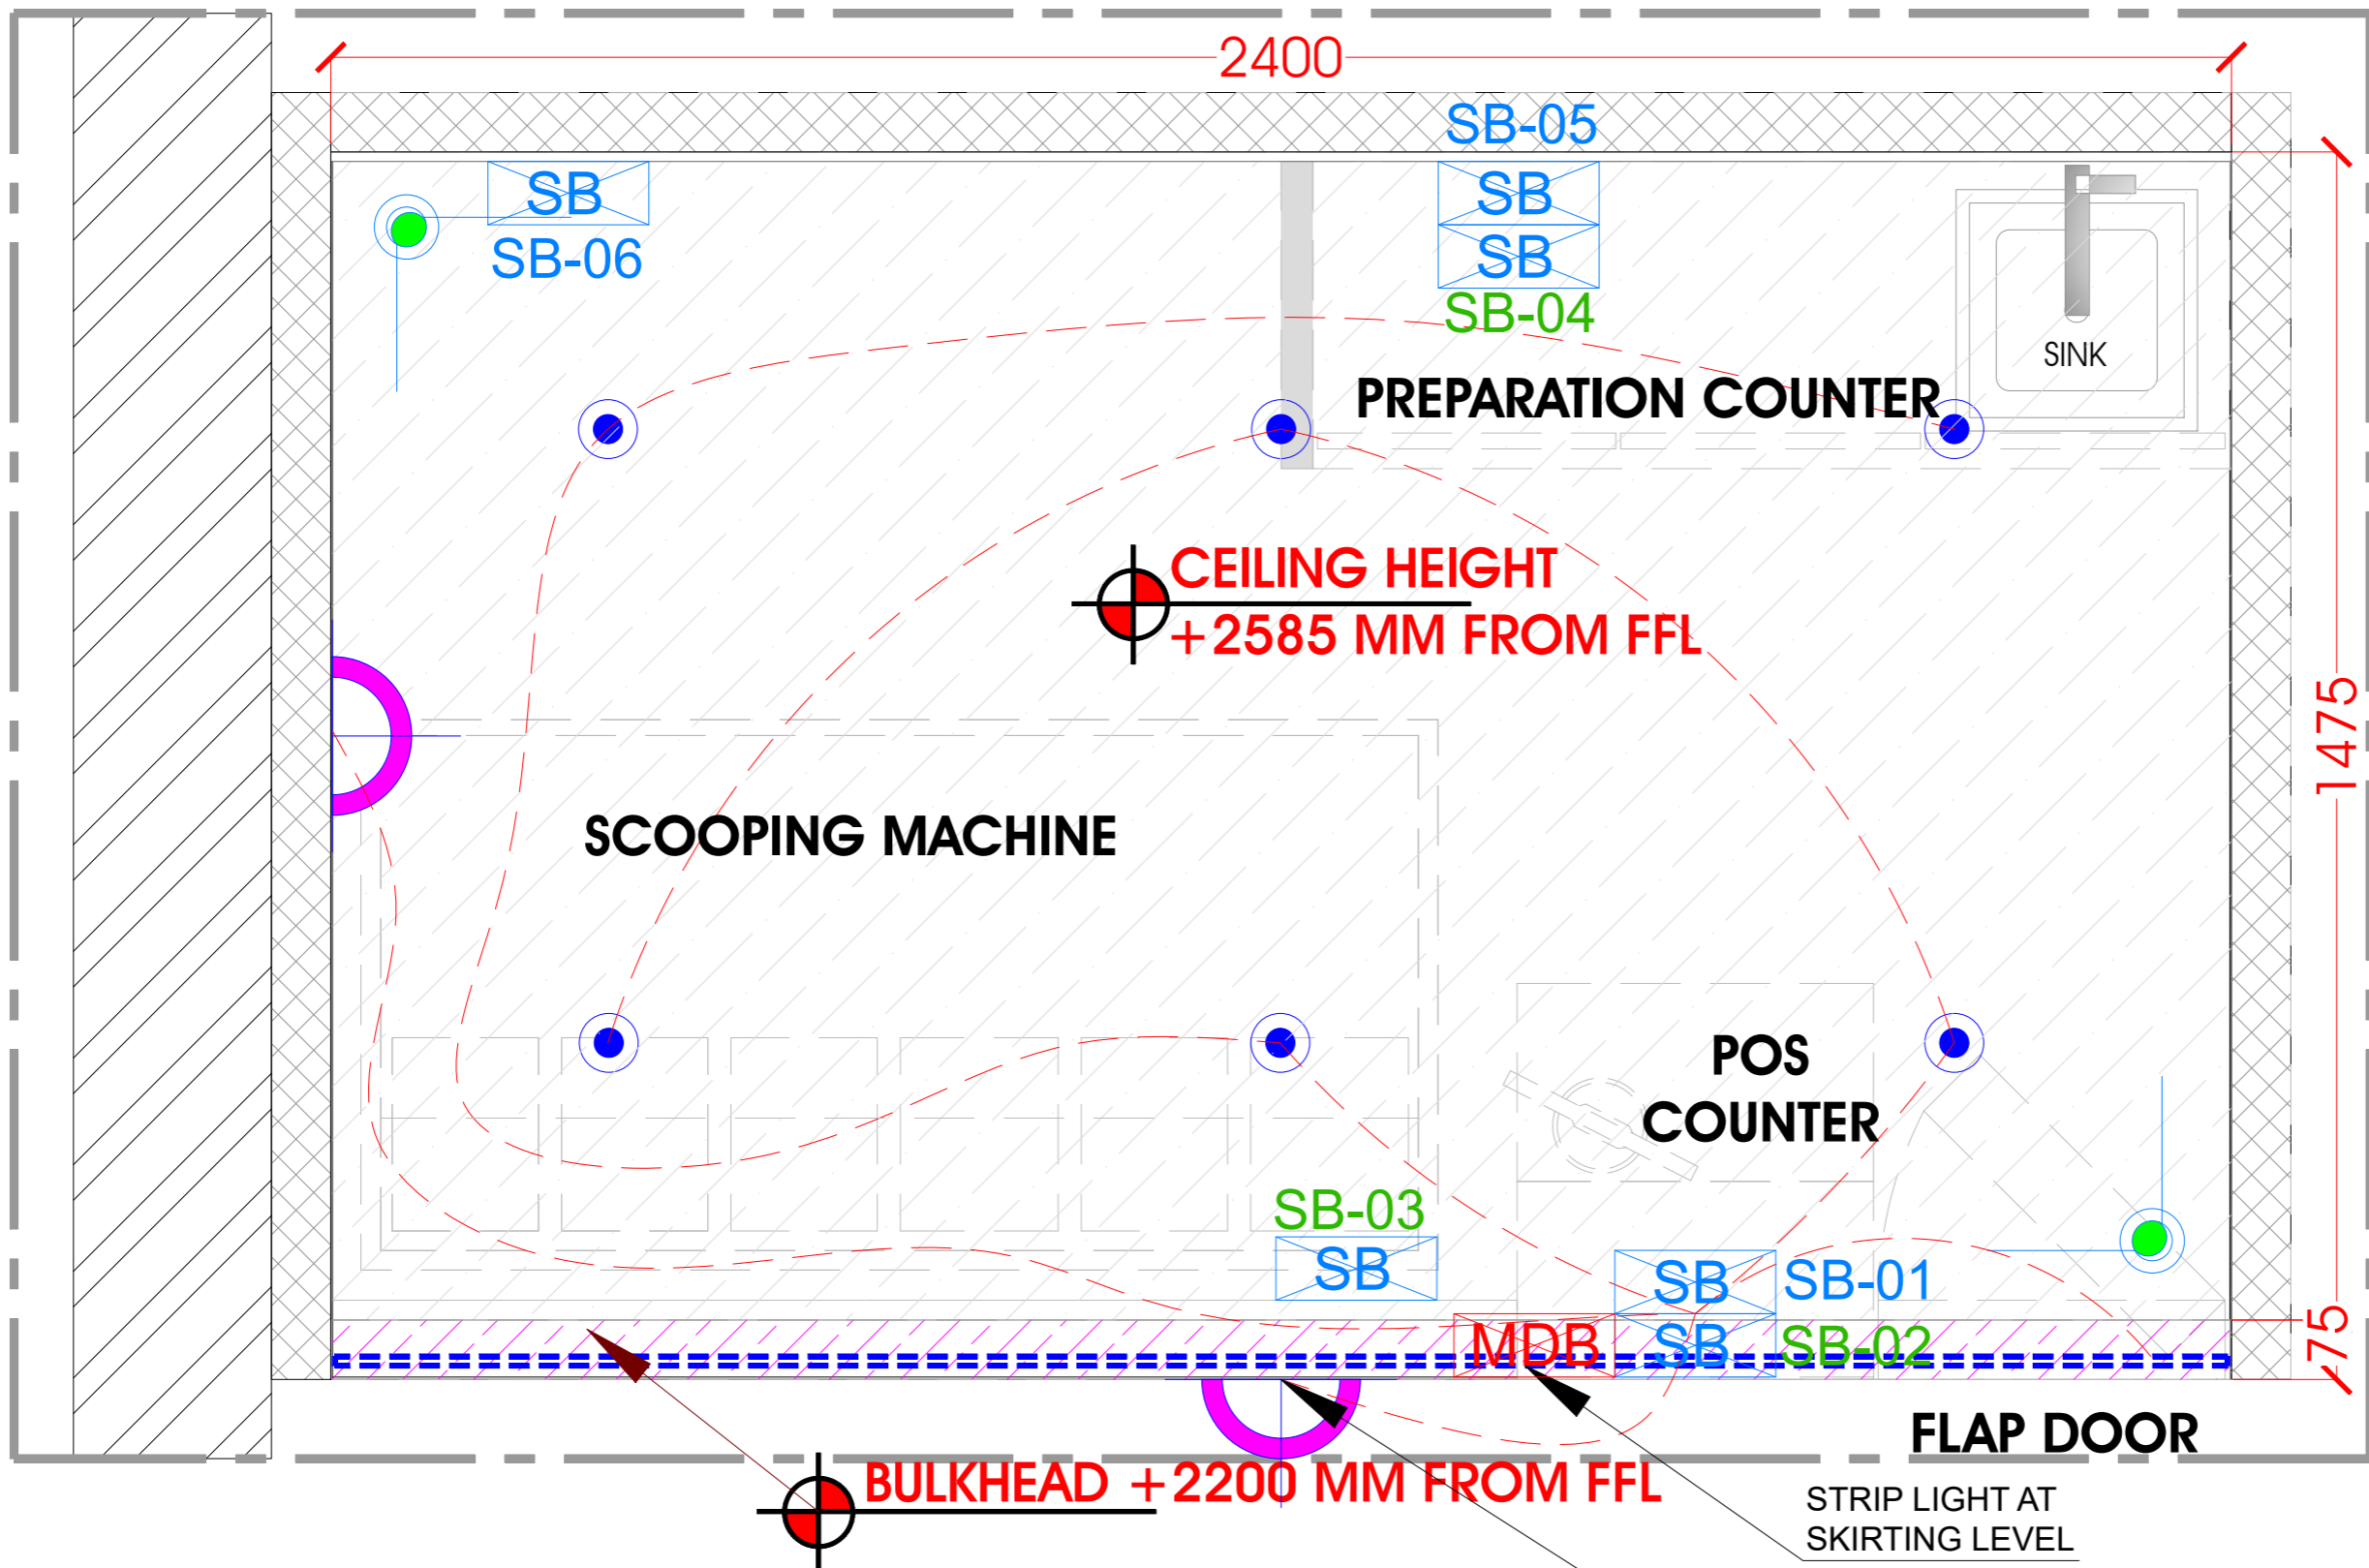 2400
SB-05
SB
SB
SB-06
SB
SB-04
SINK
PREPARATION COUNTER
CEILING HEIGHT
+2585 MM FROM FFL
1475
SCOOPING MACHINE
POS
COUNTER
SB-03
SB
SB
SB-01
MDB
SB
SB-02
75
FLAP DOOR
BULKHEAD +2200 MM FROM FFL
STRIP LIGHT AT
SKIRTING LEVEL